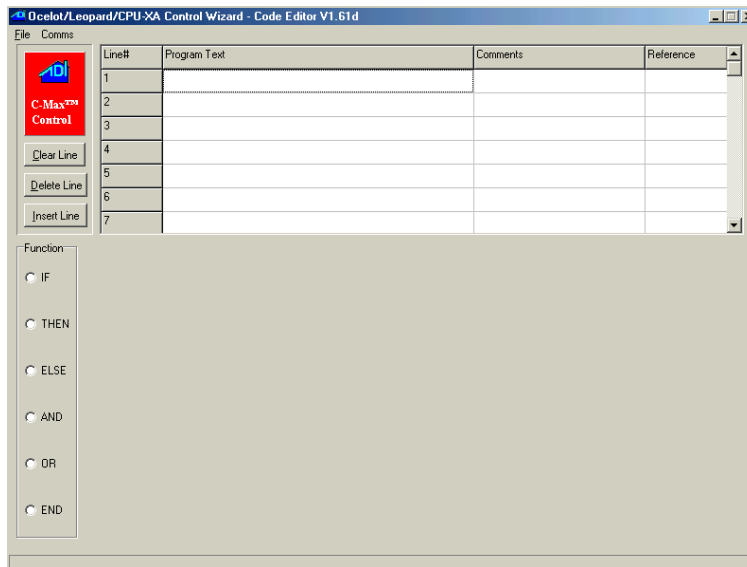 Ocelot/Leopard/CPU-XA Control Wizard - Code Editor V1.61d
File Comms
ADI
C-Max™
Control
Clear Line
Delete Line
Insert Line
Line# Program Text Comments Reference
1
2
3
4
5
6
7
Function
IF
THEN
ELSE
AND
OR
END